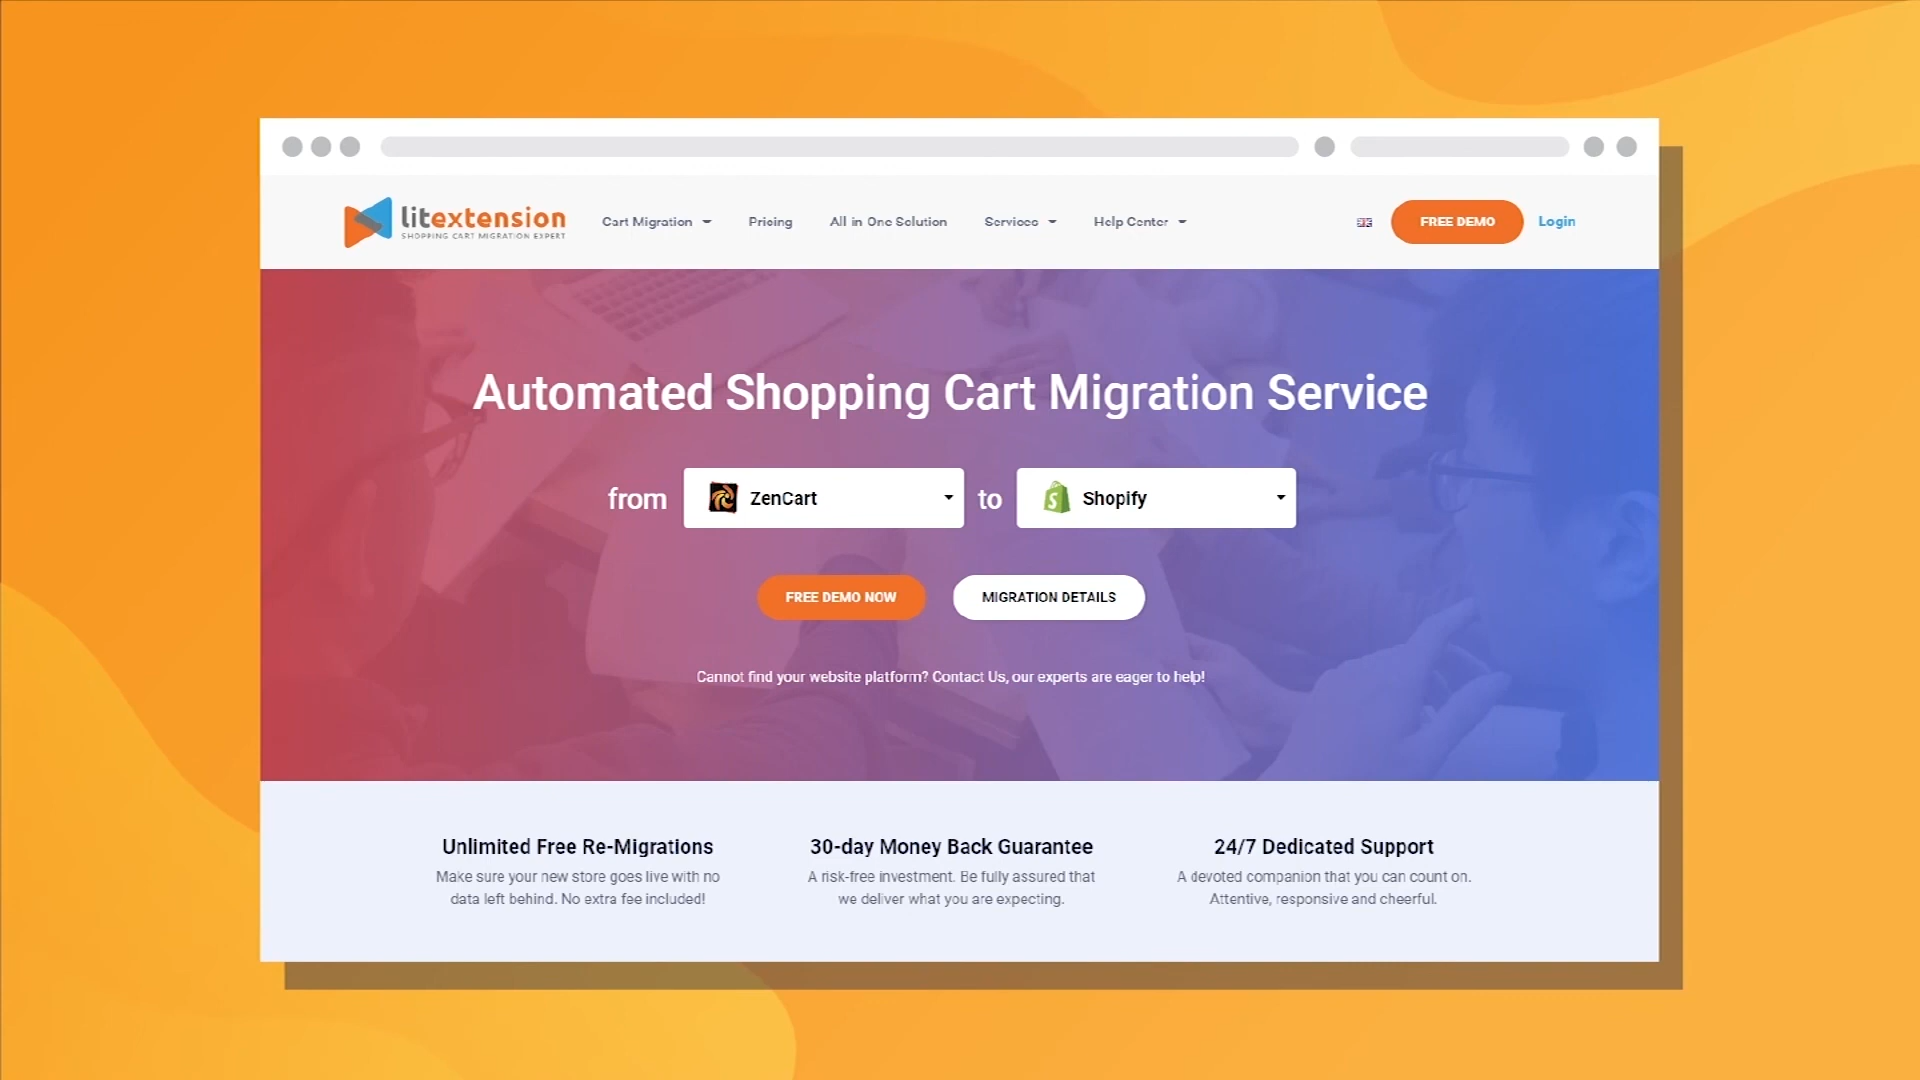 litextension
SHOPPING CART MIGRATION EXPERT
Cart Migration
Pricing
All in One Solution
Services
Help Center
FREE DEMO
Login
Automated Shopping Cart Migration Service
from
ZenCart
to
Shopify
FREE DEMO NOW
MIGRATION DETAILS
Cannot find your website platform? Contact Us, our experts are eager to help!
Unlimited Free Re-Migrations
Make sure your new store goes live with no
data left behind. No extra fee included!
30-day Money Back Guarantee
A risk-free investment. Be fully assured that
we deliver what you are expecting.
24/7 Dedicated Support
A devoted companion that you can count on.
Attentive, responsive and cheerful.